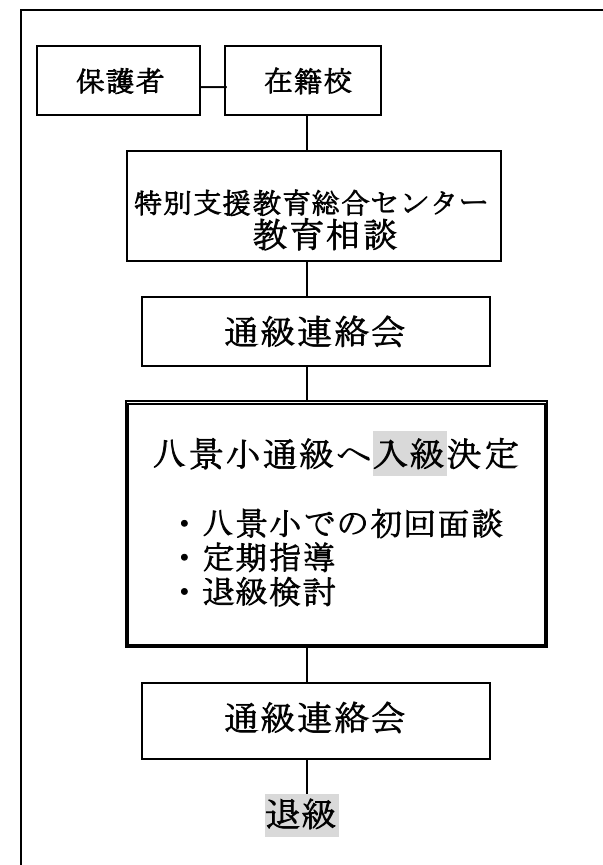 保護者
在籍校
特別支援教育総合センター
教育相談
通級連絡会
八景小通級へ入級決定
・八景小での初回面談
・定期指導
・退級検討
通級連絡会
退級